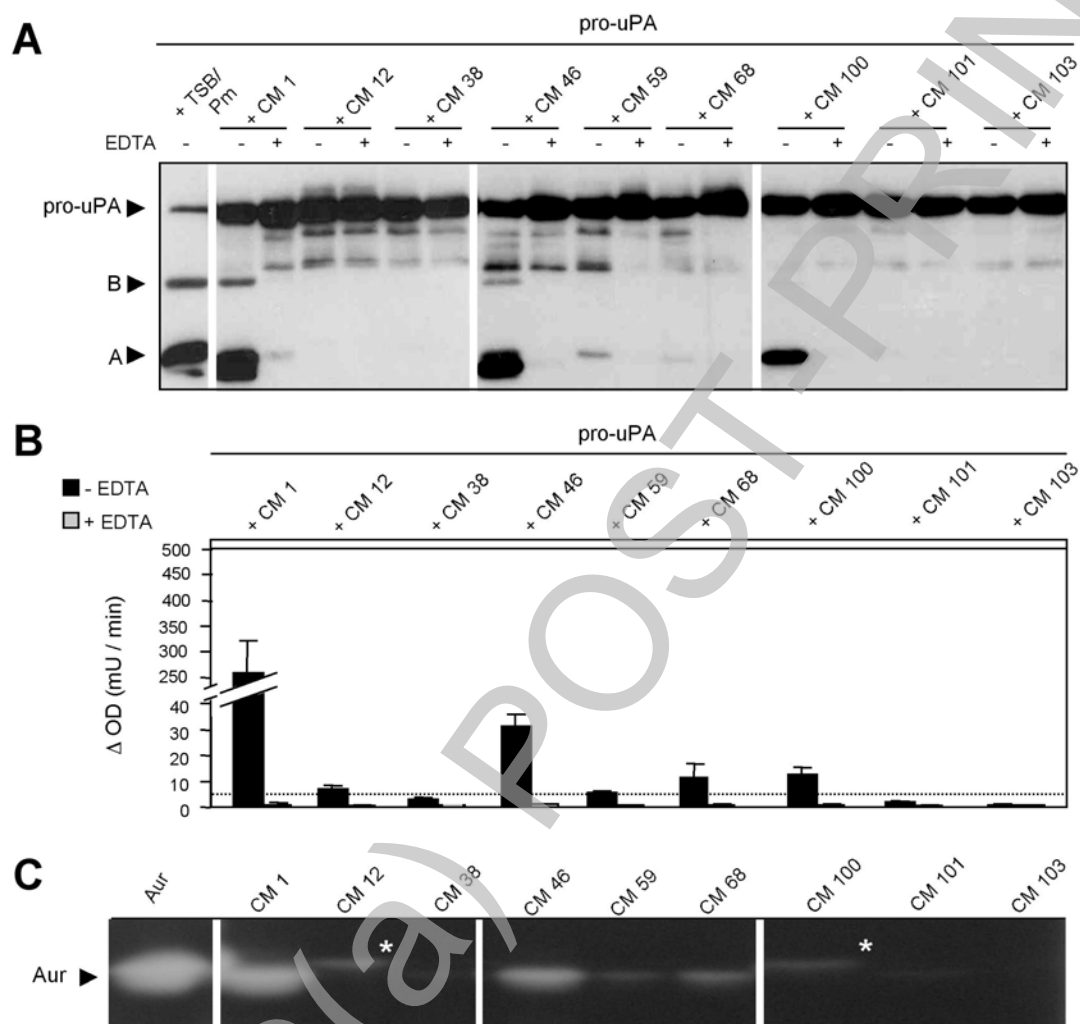 A
pro-uPA
+ TSB/
Pm
+ CM 1
+ CM 12
+ CM 38
+ CM 46
+ CM 59
+ CM 68
+ CM 100
+ CM 101
+ CM 103
EDTA - - + - + - + - + - + - + - + - + - +
pro-uPA
B
A
B
pro-uPA
- EDTA
+ EDTA
+ CM 1
+ CM 12
+ CM 38
+ CM 46
+ CM 59
+ CM 68
+ CM 100
+ CM 101
+ CM 103
Δ OD (mU / min)
500
450
400
350
300
250
40
30
20
10
0
C
Aur
CM 1
CM 12
CM 38
CM 46
CM 59
CM 68
CM 100
CM 101
CM 103
Aur
* *
(a) POST-PRIN